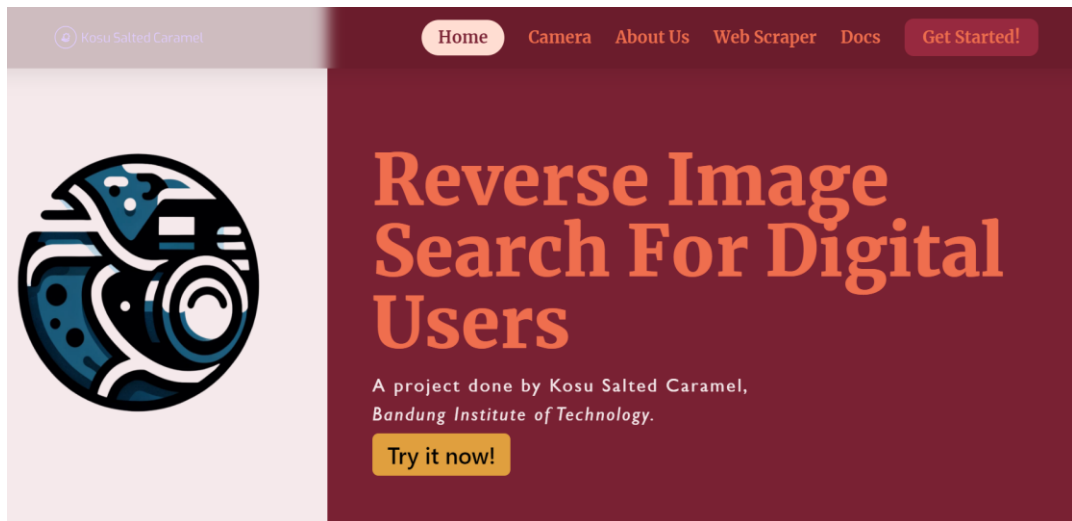 Kosu Salted Caramel
Home Camera About Us Web Scraper Docs Get Started!
Reverse Image
Search For Digital
Users
A project done by Kosu Salted Caramel,
Bandung Institute of Technology.
Try it now!